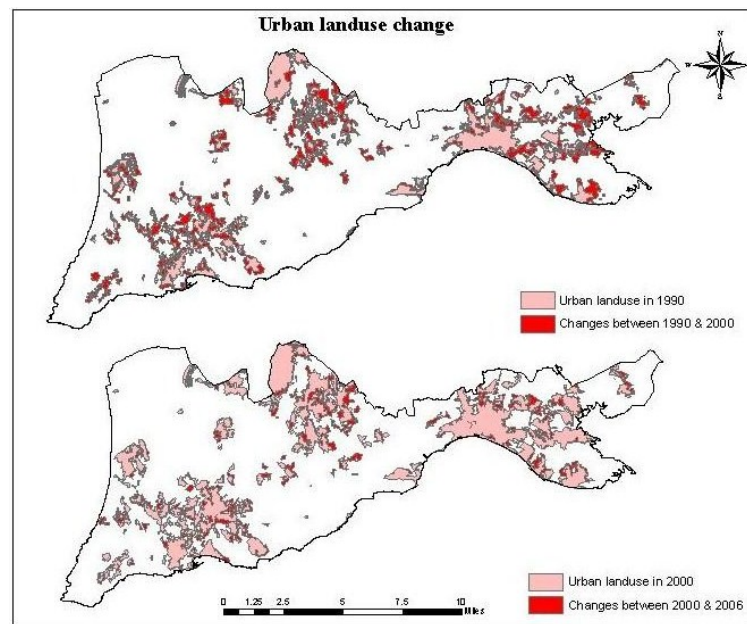 Urban landuse change
N
W
E
S
Urban landuse in 1990
Changes between 1990 & 2000
Urban landuse in 2000
Changes between 2000 & 2006
0 1.25 2.5 5 7.5 10
Miles